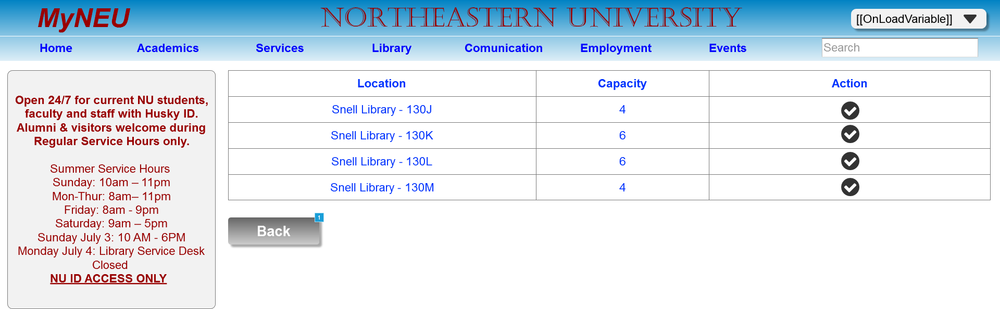 MyNEU
NORTHEASTERN UNIVERSITY
[[OnLoadVariable]]
Home Academics Services Library Comunication Employment Events Search
Open 24/7 for current NU students,
faculty and staff with Husky ID.
Alumni & visitors welcome during
Regular Service Hours only.
Summer Service Hours
Sunday: 10am – 11pm
Mon-Thur: 8am– 11pm
Friday: 8am - 9pm
Saturday: 9am – 5pm
Sunday July 3: 10 AM - 6PM
Monday July 4: Library Service Desk
Closed
NU ID ACCESS ONLY
Location Capacity Action
Snell Library - 130J 4
Snell Library - 130K 6
Snell Library - 130L 6
Snell Library - 130M 4
Back 1